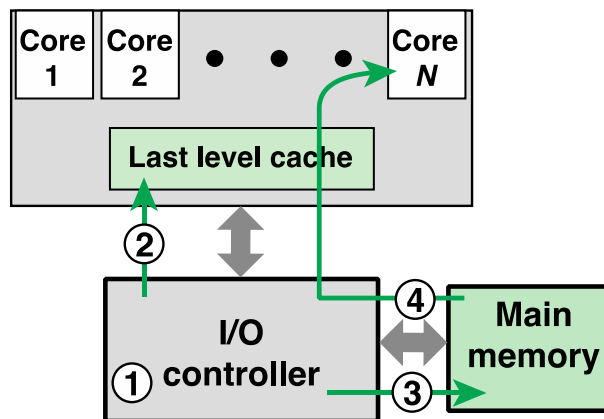 Core
1
Core
2
Core
N
Last level cache
2
4
I/O
controller
Main
memory
1
3